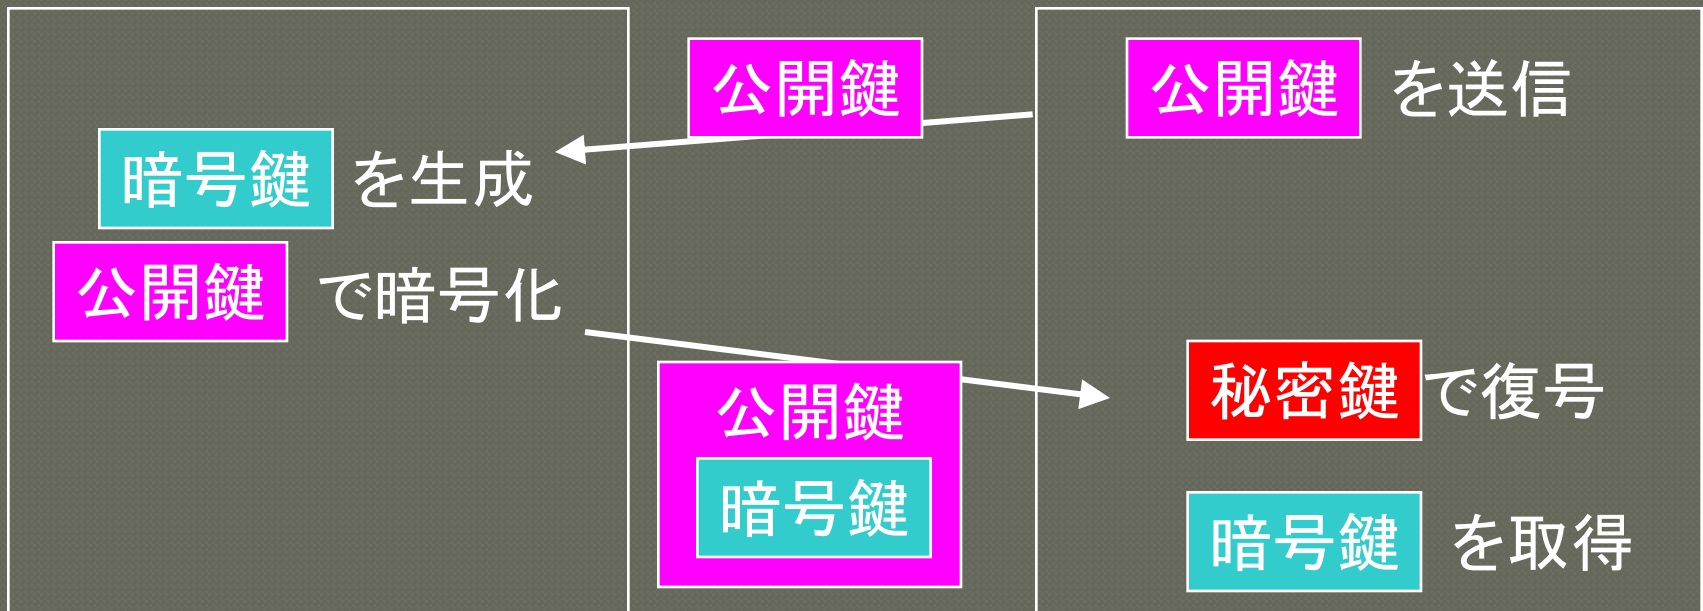 公開鍵
公開鍵 を送信
暗号鍵 を生成
公開鍵 で暗号化
公開鍵
暗号鍵
秘密鍵で復号
暗号鍵 を取得